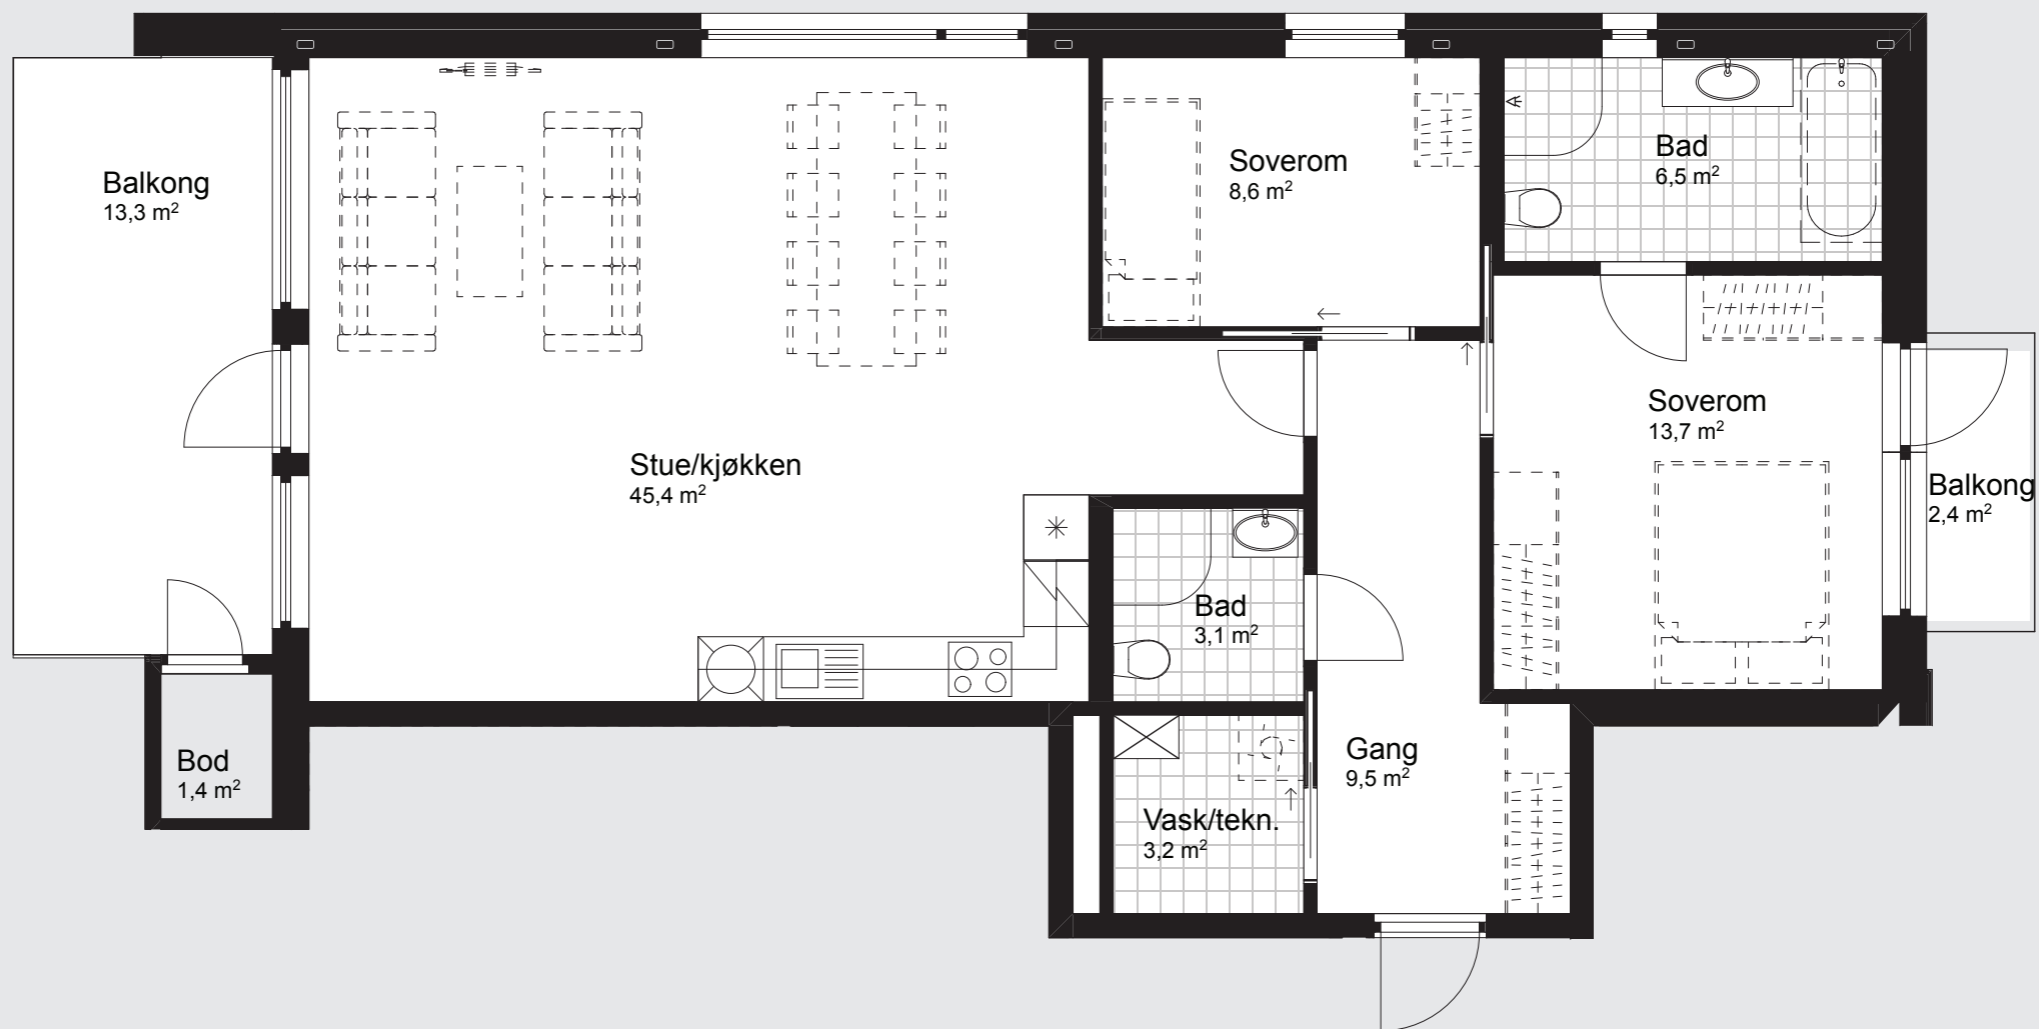 Balkong
13,3 m²
Stue/kjøkken
45,4 m²
Soverom
8,6 m²
Bad
6,5 m²
Soverom
13,7 m²
Balkong
2,4 m²
Bad
3,1 m²
Bod
1,4 m²
Vask/tekn.
3,2 m²
Gang
9,5 m²